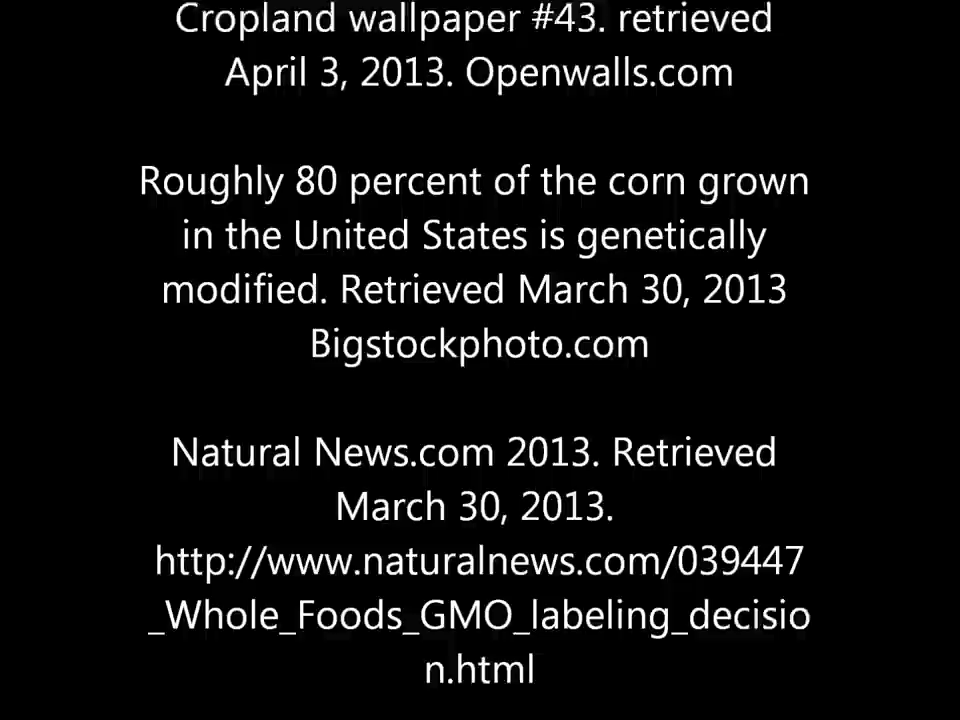 Cropland wallpaper #43. retrieved
April 3, 2013. Openwalls.com
Roughly 80 percent of the corn grown
in the United States is genetically
modified. Retrieved March 30, 2013
Bigstockphoto.com
Natural News.com 2013. Retrieved
March 30, 2013.
http://www.naturalnews.com/039447
_Whole_Foods_GMO_labeling_decisio
n.html